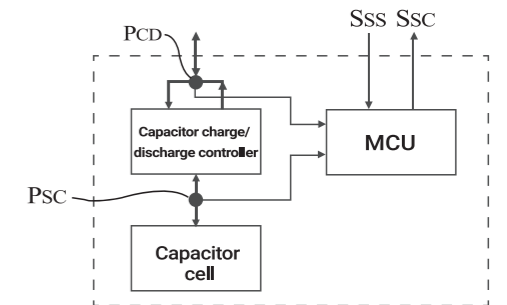 SSS SSC
PCD
Capacitor charge/
discharge controller
MCU
PSC
Capacitor
cell